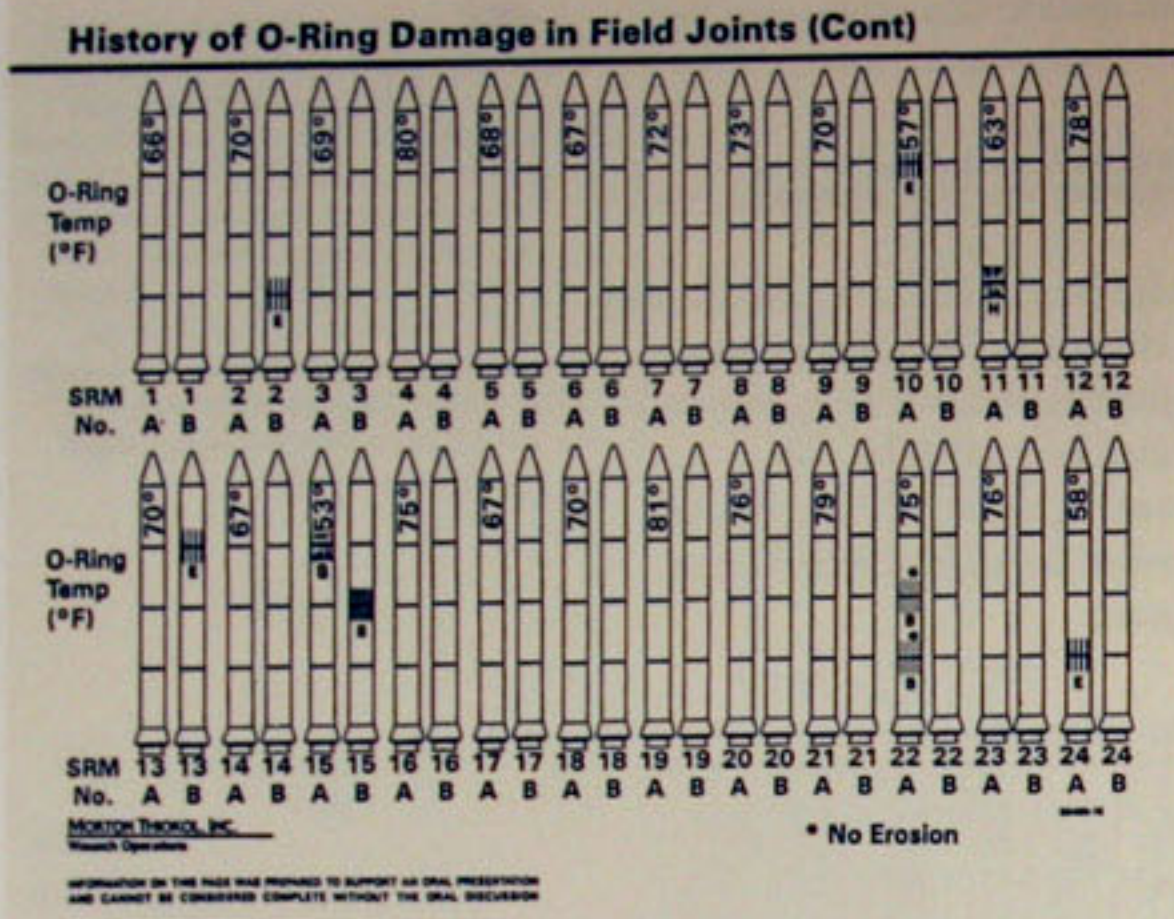 History of O-Ring Damage in Field Joints (Cont)
66° 70° 69° 80° 68° 67° 72° 73° 70° 57° 63° 78°
O-Ring
Temp
(°F)
E
E
H
SRM 1 1 2 2 3 3 4 4 5 5 6 6 7 7 8 8 9 9 10 10 11 11 12 12
No. A B A B A B A B A B A B A B A B A B A B A B A B
70° 67° 53° 75° 67° 70° 81° 76° 79° 75° 76° 58°
O-Ring
Temp
(°F)
E
B
*
B
*
B
B
E
SRM 13 13 14 14 15 15 16 16 17 17 18 18 19 19 20 20 21 21 22 22 23 23 24 24
No. A B A B A B A B A B A B A B A B A B A B A B A B
MORTON THIOKOL, INC.
Wasatch Operations
* No Erosion
INFORMATION ON THIS PAGE WAS PREPARED TO SUPPORT AN ORAL PRESENTATION
AND CANNOT BE CONSIDERED COMPLETE WITHOUT THE ORAL DISCUSSION